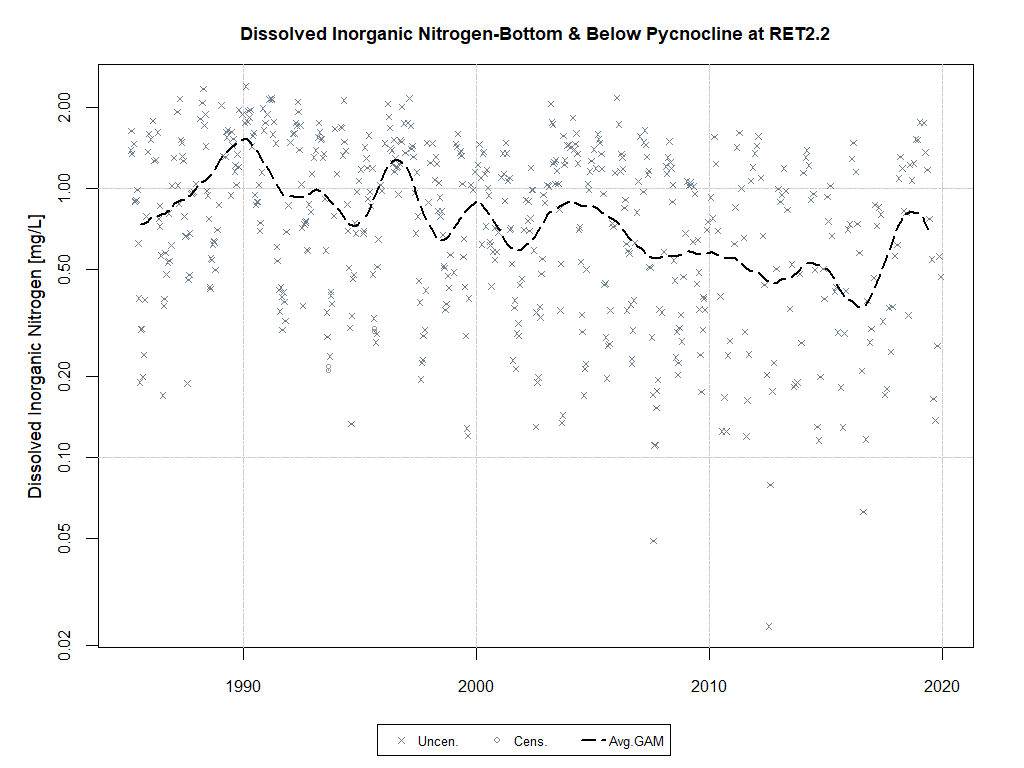 Dissolved Inorganic Nitrogen-Bottom & Below Pycnocline at RET2.2
Dissolved Inorganic Nitrogen [mg/L]
2.00
1.00
0.50
0.20
0.10
0.05
0.02
1990 2000 2010 2020
Uncen. Cens. Avg.GAM